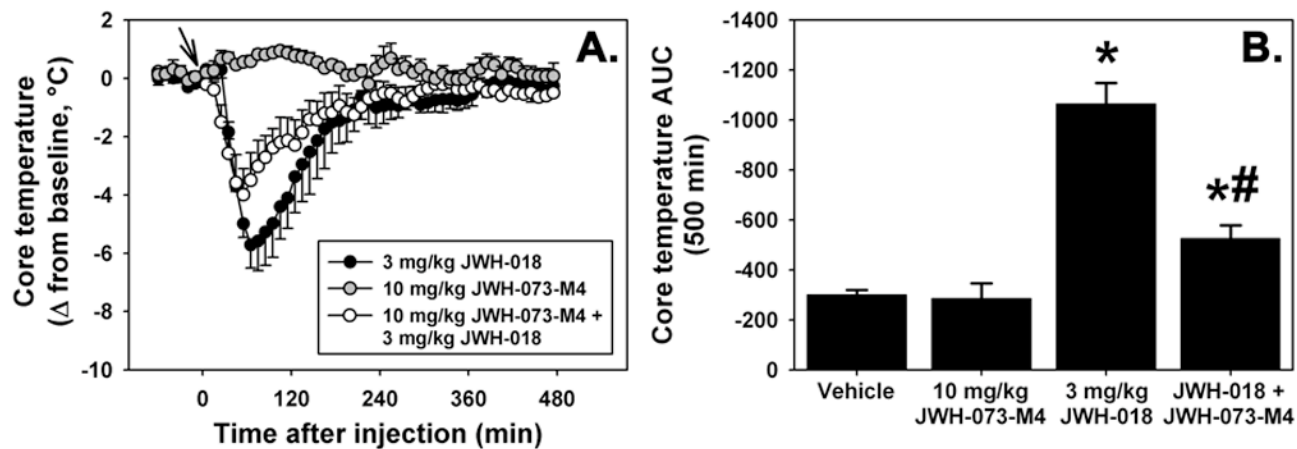 A.
Core temperature
(Δ from baseline, °C)
2
0
-2
-4
-6
-8
-10
3 mg/kg JWH-018
10 mg/kg JWH-073-M4
10 mg/kg JWH-073-M4 +
3 mg/kg JWH-018
0
120
240
360
480
Time after injection (min)
B.
Core temperature AUC
(500 min)
-1400
-1200
-1000
-800
-600
-400
-200
0
*
*#
Vehicle
10 mg/kg
JWH-073-M4
3 mg/kg
JWH-018
JWH-018 +
JWH-073-M4